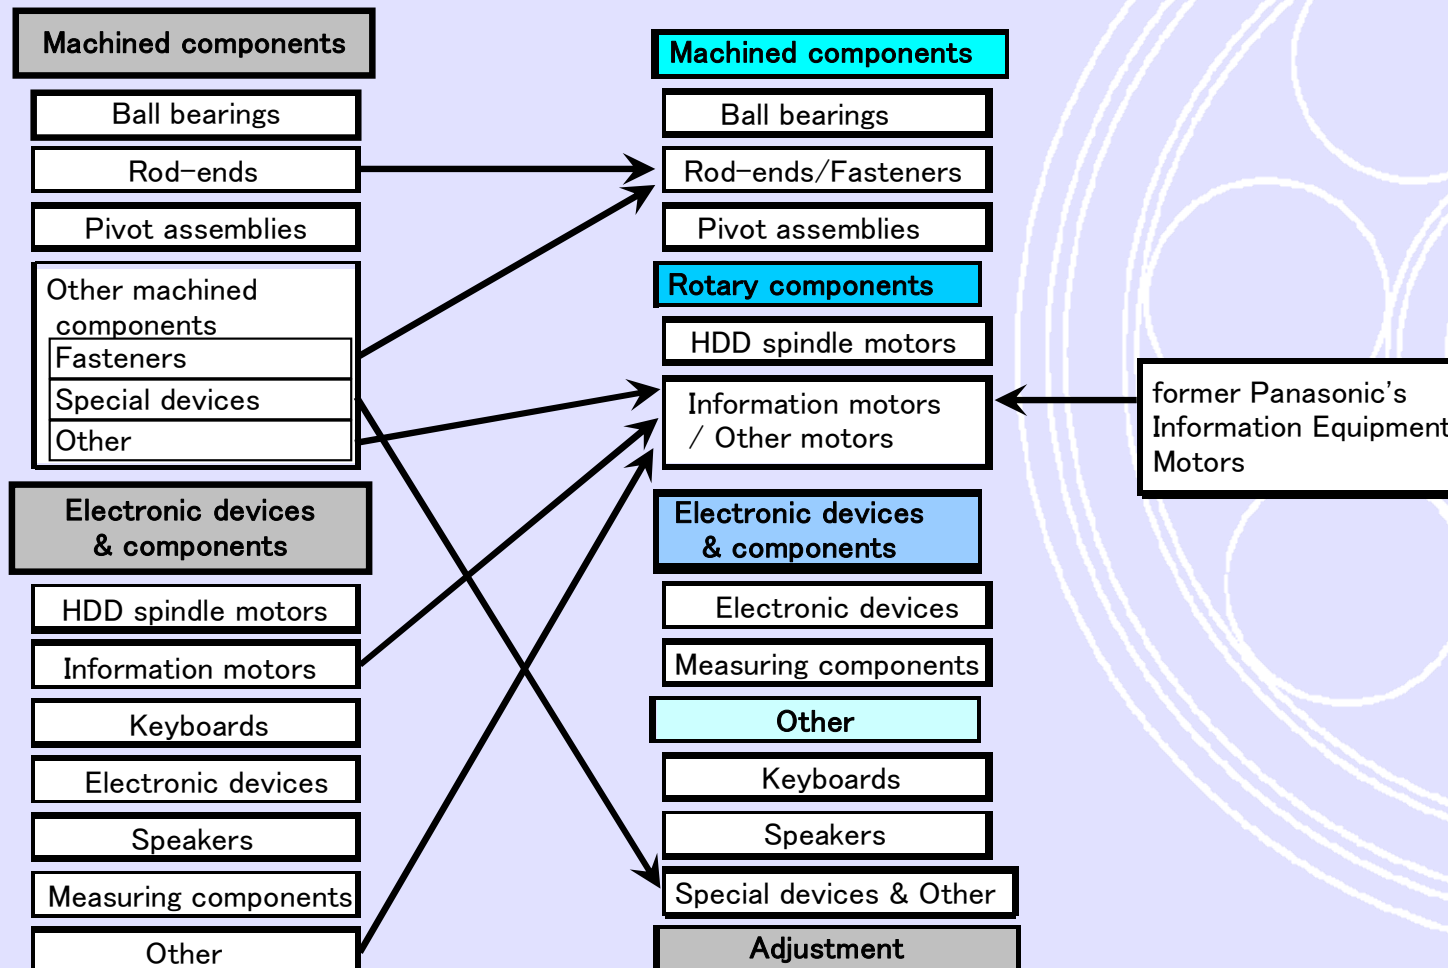 Machined components
Ball bearings
Rod-ends
Pivot assemblies
Other machined
components
Fasteners
Special devices
Other
Electronic devices
& components
HDD spindle motors
Information motors
Keyboards
Electronic devices
Speakers
Measuring components
Other
Machined components
Ball bearings
Rod-ends/Fasteners
Pivot assemblies
Rotary components
HDD spindle motors
Information motors
/ Other motors
Electronic devices
& components
Electronic devices
Measuring components
Other
Keyboards
Speakers
Special devices & Other
Adjustment
former Panasonic's
Information Equipment
Motors